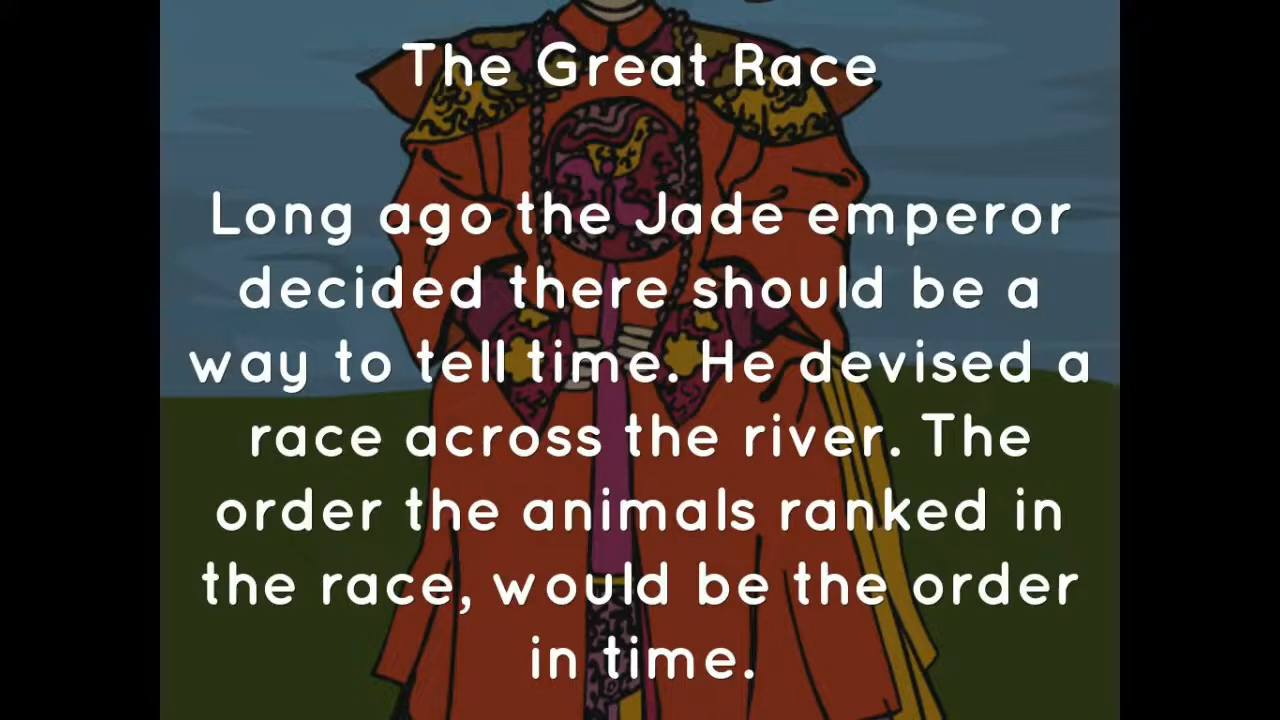 The Great Race
Long ago the Jade emperor
decided there should be a
way to tell time. He devised a
race across the river. The
order the animals ranked in
the race, would be the order
in time.